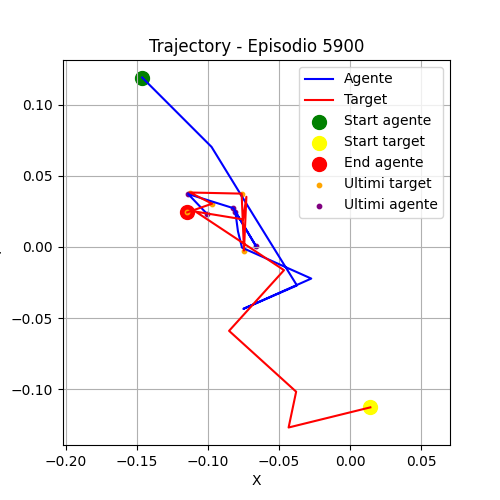 Trajectory - Episodio 5900
Agente
Target
Start agente
Start target
End agente
Ultimi target
Ultimi agente
0.10
0.05
0.00
−0.05
−0.10
−0.20
−0.15
−0.10
−0.05
0.00
0.05
X